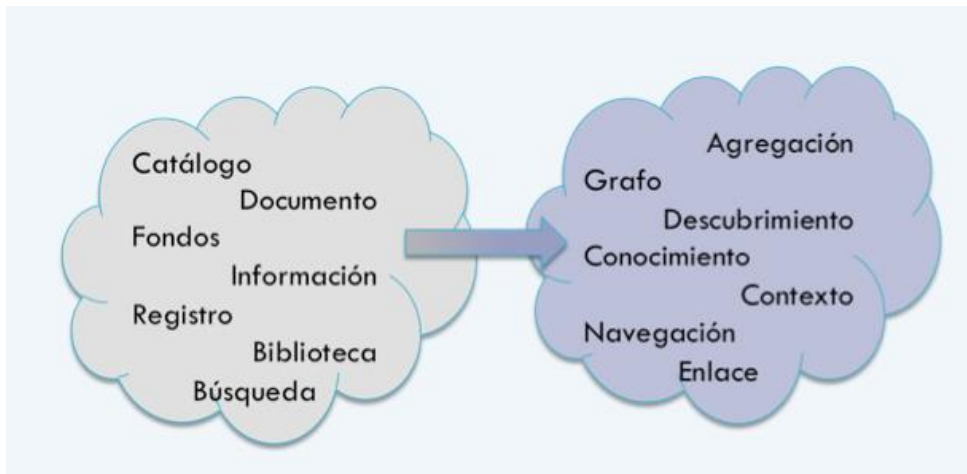 Catálogo
Documento
Fondos
Información
Registro
Biblioteca
Búsqueda
Agregación
Grafo
Descubrimiento
Conocimiento
Contexto
Navegación
Enlace